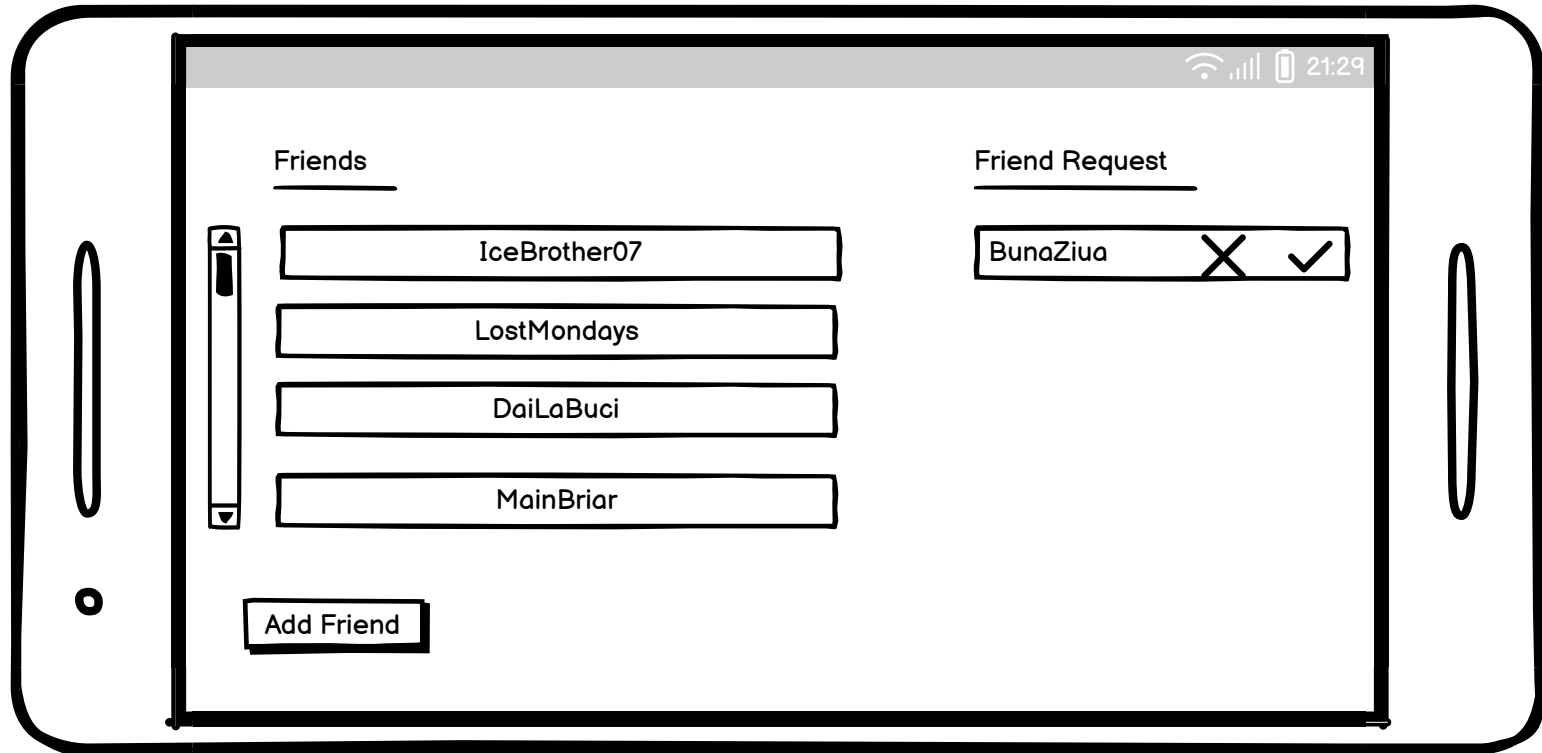 21:29
Friends
IceBrother07
LostMondays
DaiLaBuci
MainBriar
Add Friend
Friend Request
BunaZiua